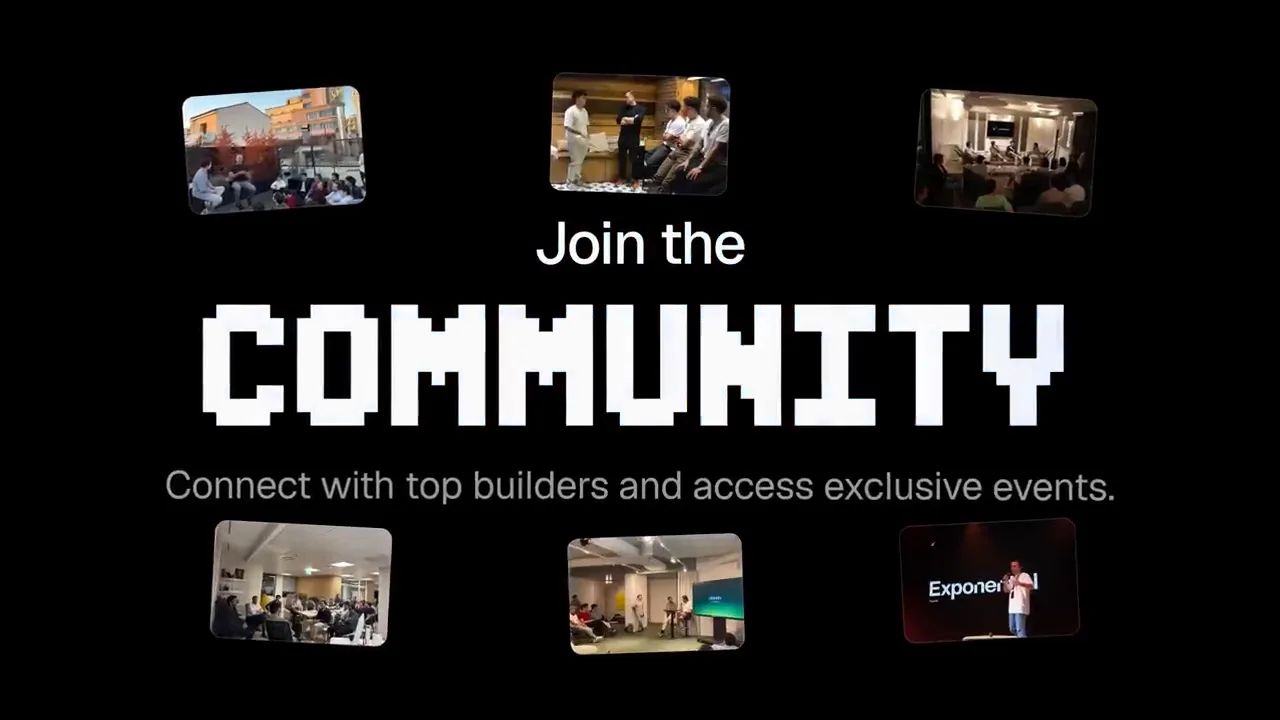 Join the
COMMUNITY
Connect with top builders and access exclusive events.